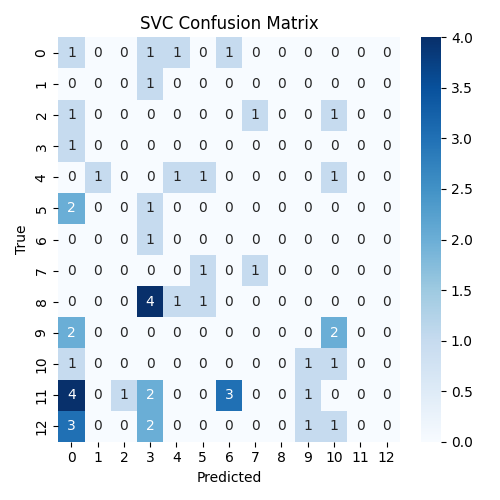 SVC Confusion Matrix
True
0 1 0 0 1 1 0 1 0 0 0 0 0 0
1 0 0 0 1 0 0 0 0 0 0 0 0 0
2 1 0 0 0 0 0 0 1 0 0 1 0 0
3 1 0 0 0 0 0 0 0 0 0 0 0 0
4 0 1 0 0 1 1 0 0 0 0 1 0 0
5 2 0 0 1 0 0 0 0 0 0 0 0 0
6 0 0 0 1 0 0 0 0 0 0 0 0 0
7 0 0 0 0 0 1 0 1 0 0 0 0 0
8 0 0 0 4 1 1 0 0 0 0 0 0 0
9 2 0 0 0 0 0 0 0 0 0 2 0 0
10 1 0 0 0 0 0 0 0 0 1 1 0 0
11 4 0 1 2 0 0 3 0 0 1 0 0 0
12 3 0 0 2 0 0 0 0 0 1 1 0 0
0 1 2 3 4 5 6 7 8 9 10 11 12
Predicted
4.0
3.5
3.0
2.5
2.0
1.5
1.0
0.5
0.0